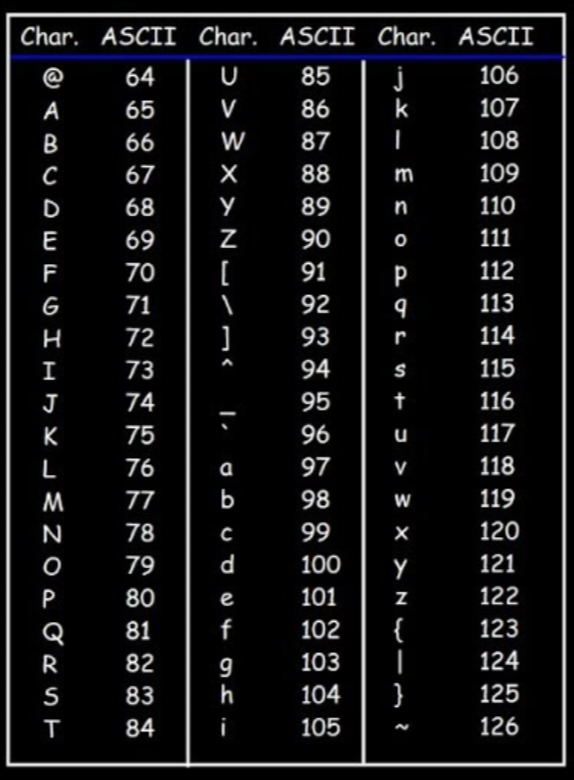 Char. ASCII Char. ASCII Char. ASCII
@ 64 U 85 j 106
A 65 V 86 k 107
B 66 W 87 l 108
C 67 X 88 m 109
D 68 Y 89 n 110
E 69 Z 90 o 111
F 70 [ 91 p 112
G 71 \ 92 q 113
H 72 ] 93 r 114
I 73 ^ 94 s 115
J 74 _ 95 t 116
K 75 ` 96 u 117
L 76 a 97 v 118
M 77 b 98 w 119
N 78 c 99 x 120
O 79 d 100 y 121
P 80 e 101 z 122
Q 81 f 102 { 123
R 82 g 103 | 124
S 83 h 104 } 125
T 84 i 105 ~ 126